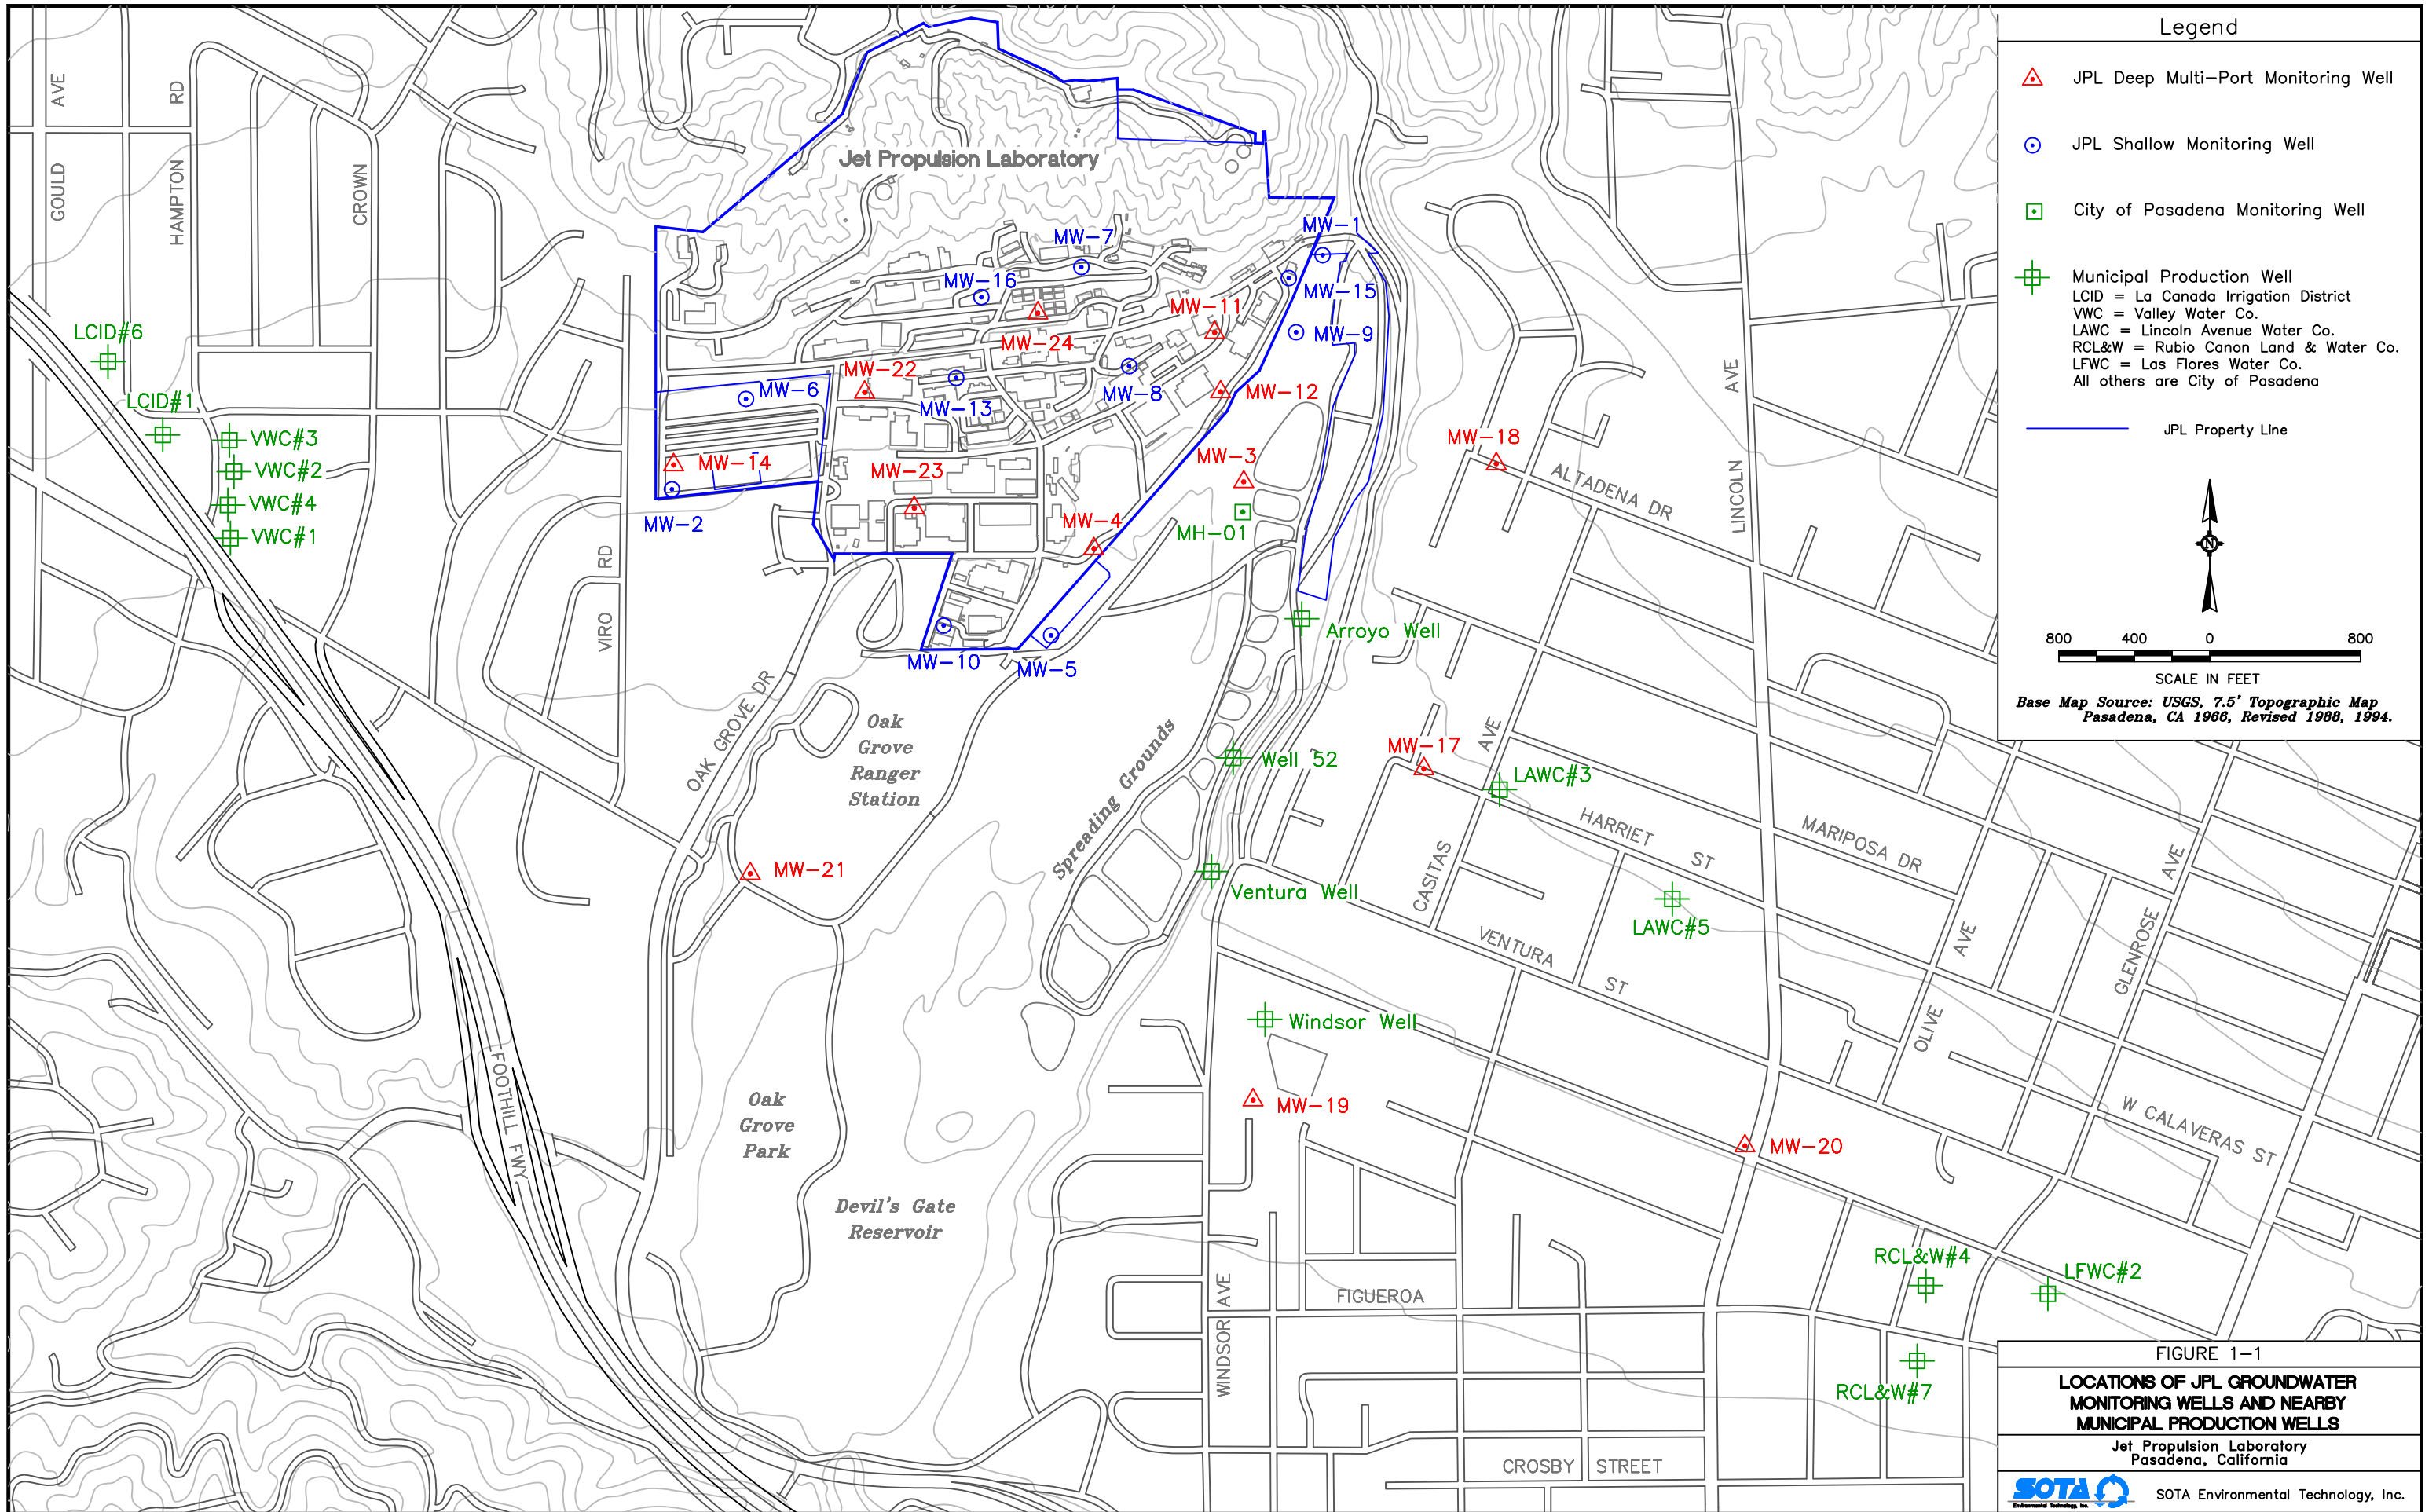 Legend
JPL Deep Multi-Port Monitoring Well
JPL Shallow Monitoring Well
City of Pasadena Monitoring Well
Municipal Production Well
LCID = La Canada Irrigation District
VWC = Valley Water Co.
LAWC = Lincoln Avenue Water Co.
RCL&W = Rubio Canon Land & Water Co.
LFWC = Las Flores Water Co.
All others are City of Pasadena
JPL Property Line
N
800 400 0 800
SCALE IN FEET
Base Map Source: USGS, 7.5' Topographic Map
Pasadena, CA 1966, Revised 1988, 1994.
GOULD AVE
HAMPTON RD
CROWN
Jet Propulsion Laboratory
MW-1
MW-7
MW-16
MW-15
MW-11
MW-9
MW-24
LCID#6
MW-22
MW-6
MW-8
MW-12
LCID#1
MW-13
VWC#3
MW-18
LINCOLN AVE
VWC#2
MW-14
MW-23
MW-3
ALTADENA DR
VWC#4
MW-2
MW-4
MH-01
VWC#1
VIRO RD
Arroyo Well
MW-10
MW-5
OAK GROVE DR
Oak
Grove
Ranger
Station
Spreading Grounds
Well 52
MW-17
CASITAS AVE
LAWC#3
HARRIET ST
MARIPOSA DR
MW-21
Ventura Well
LAWC#5
VENTURA ST
OLIVE AVE
GLENROSE AVE
Windsor Well
FOOTHILL FWY
MW-19
Oak
Grove
Park
MW-20
W CALAVERAS ST
Devil's Gate
Reservoir
RCL&W#4
LFWC#2
WINDSOR AVE
FIGUEROA
RCL&W#7
CROSBY STREET
FIGURE 1-1
LOCATIONS OF JPL GROUNDWATER
MONITORING WELLS AND NEARBY
MUNICIPAL PRODUCTION WELLS
Jet Propulsion Laboratory
Pasadena, California
SOTA
Environmental Technology, Inc.
SOTA Environmental Technology, Inc.